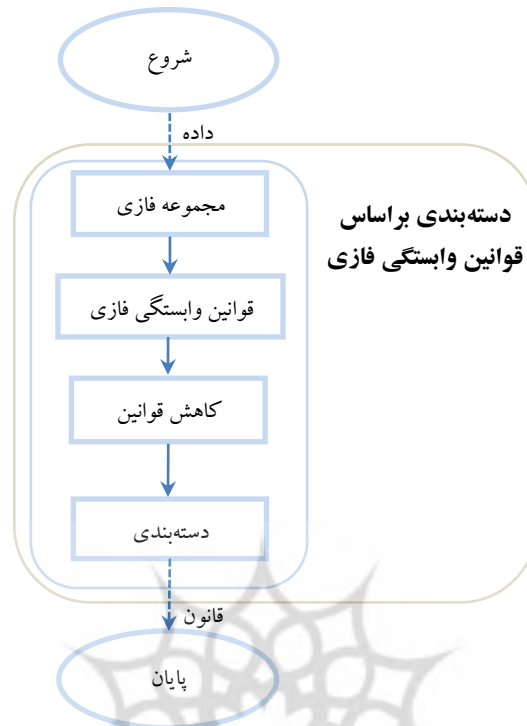 شروع
داده
مجموعه فازی
دسته‌بندی براساس
قوانین وابستگی فازی
قوانین وابستگی فازی
کاهش قوانین
دسته‌بندی
قانون
پایان